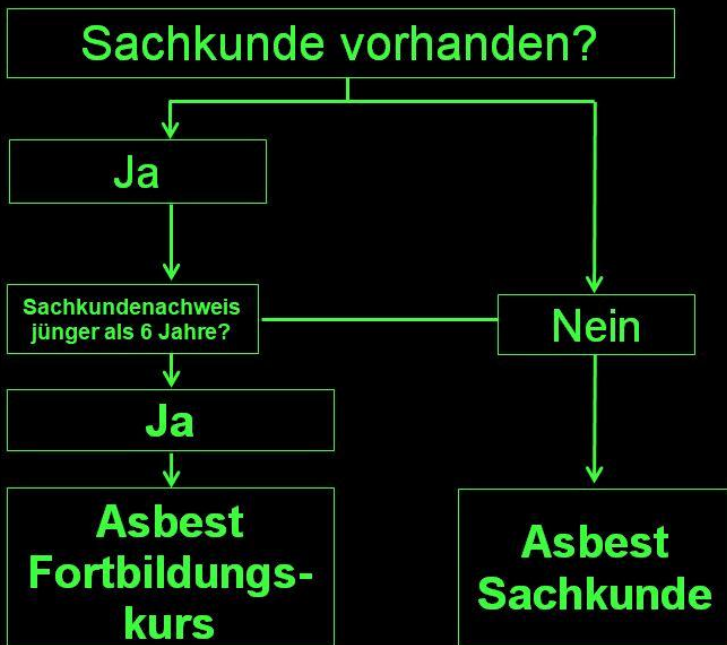 Sachkunde vorhanden?
Ja
Sachkundenachweis
jünger als 6 Jahre?
Nein
Ja
Asbest
Fortbildungs-
kurs
Asbest
Sachkunde